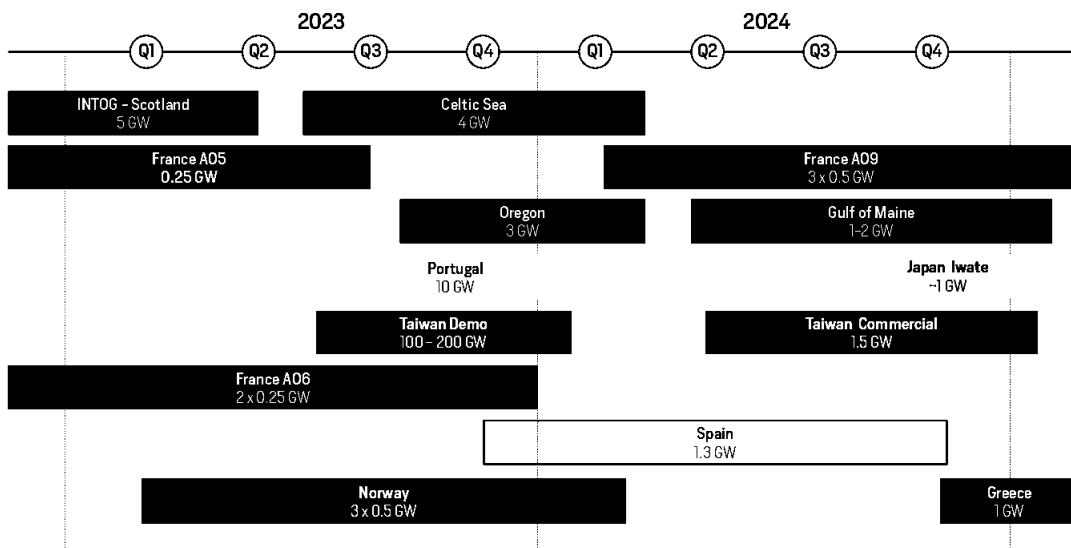 2023
2024
Q1
Q2
Q3
Q4
Q1
Q2
Q3
Q4
INTOG – Scotland
5 GW
Celtic Sea
4 GW
France AO5
0.25 GW
France AO9
3 x 0.5 GW
Oregon
3 GW
Gulf of Maine
1-2 GW
Portugal
10 GW
Japan Iwate
~1 GW
Taiwan Demo
100 – 200 GW
Taiwan Commercial
1.5 GW
France AO6
2 x 0.25 GW
Spain
1.3 GW
Norway
3 x 0.5 GW
Greece
1 GW